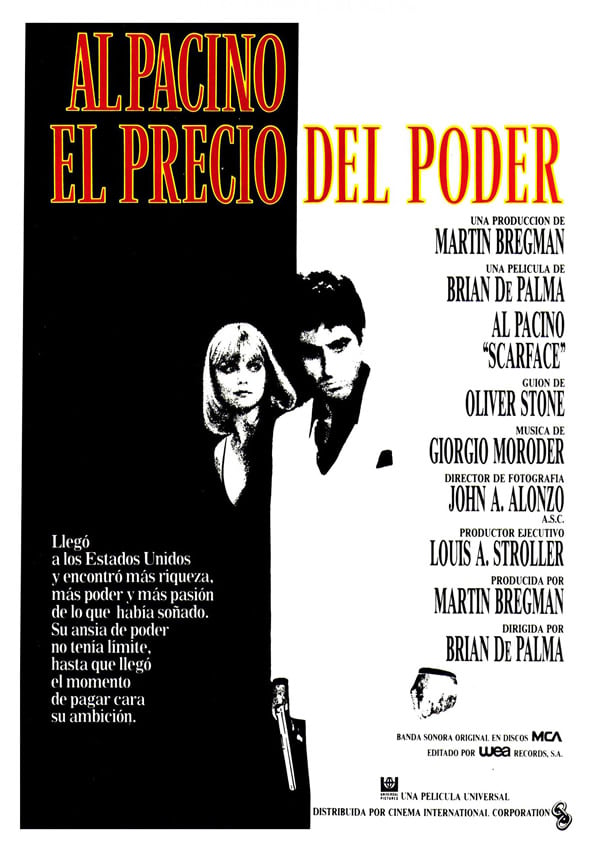 AL PACINO
EL PRECIO DEL PODER
UNA PRODUCCION DE
MARTIN BREGMAN
UNA PELICULA DE
BRIAN DE PALMA
AL PACINO
"SCARFACE"
GUION DE
OLIVER STONE
MUSICA DE
GIORGIO MORODER
DIRECTOR DE FOTOGRAFIA
JOHN A. ALONZO
A.S.C.
PRODUCTOR EJECUTIVO
LOUIS A. STROLLER
PRODUCIDA POR
MARTIN BREGMAN
DIRIGIDA POR
BRIAN DE PALMA
Llegó
a los Estados Unidos
y encontró más riqueza,
más poder y más pasión
de lo que había soñado.
Su ansia de poder
no tenía límite,
hasta que llegó
el momento
de pagar cara
su ambición.
BANDA SONORA ORIGINAL EN DISCOS MCA
EDITADO POR wea RECORDS, S.A.
UNIVERSAL
PICTURES
UNA PELICULA UNIVERSAL
DISTRIBUIDA POR CINEMA INTERNATIONAL CORPORATION